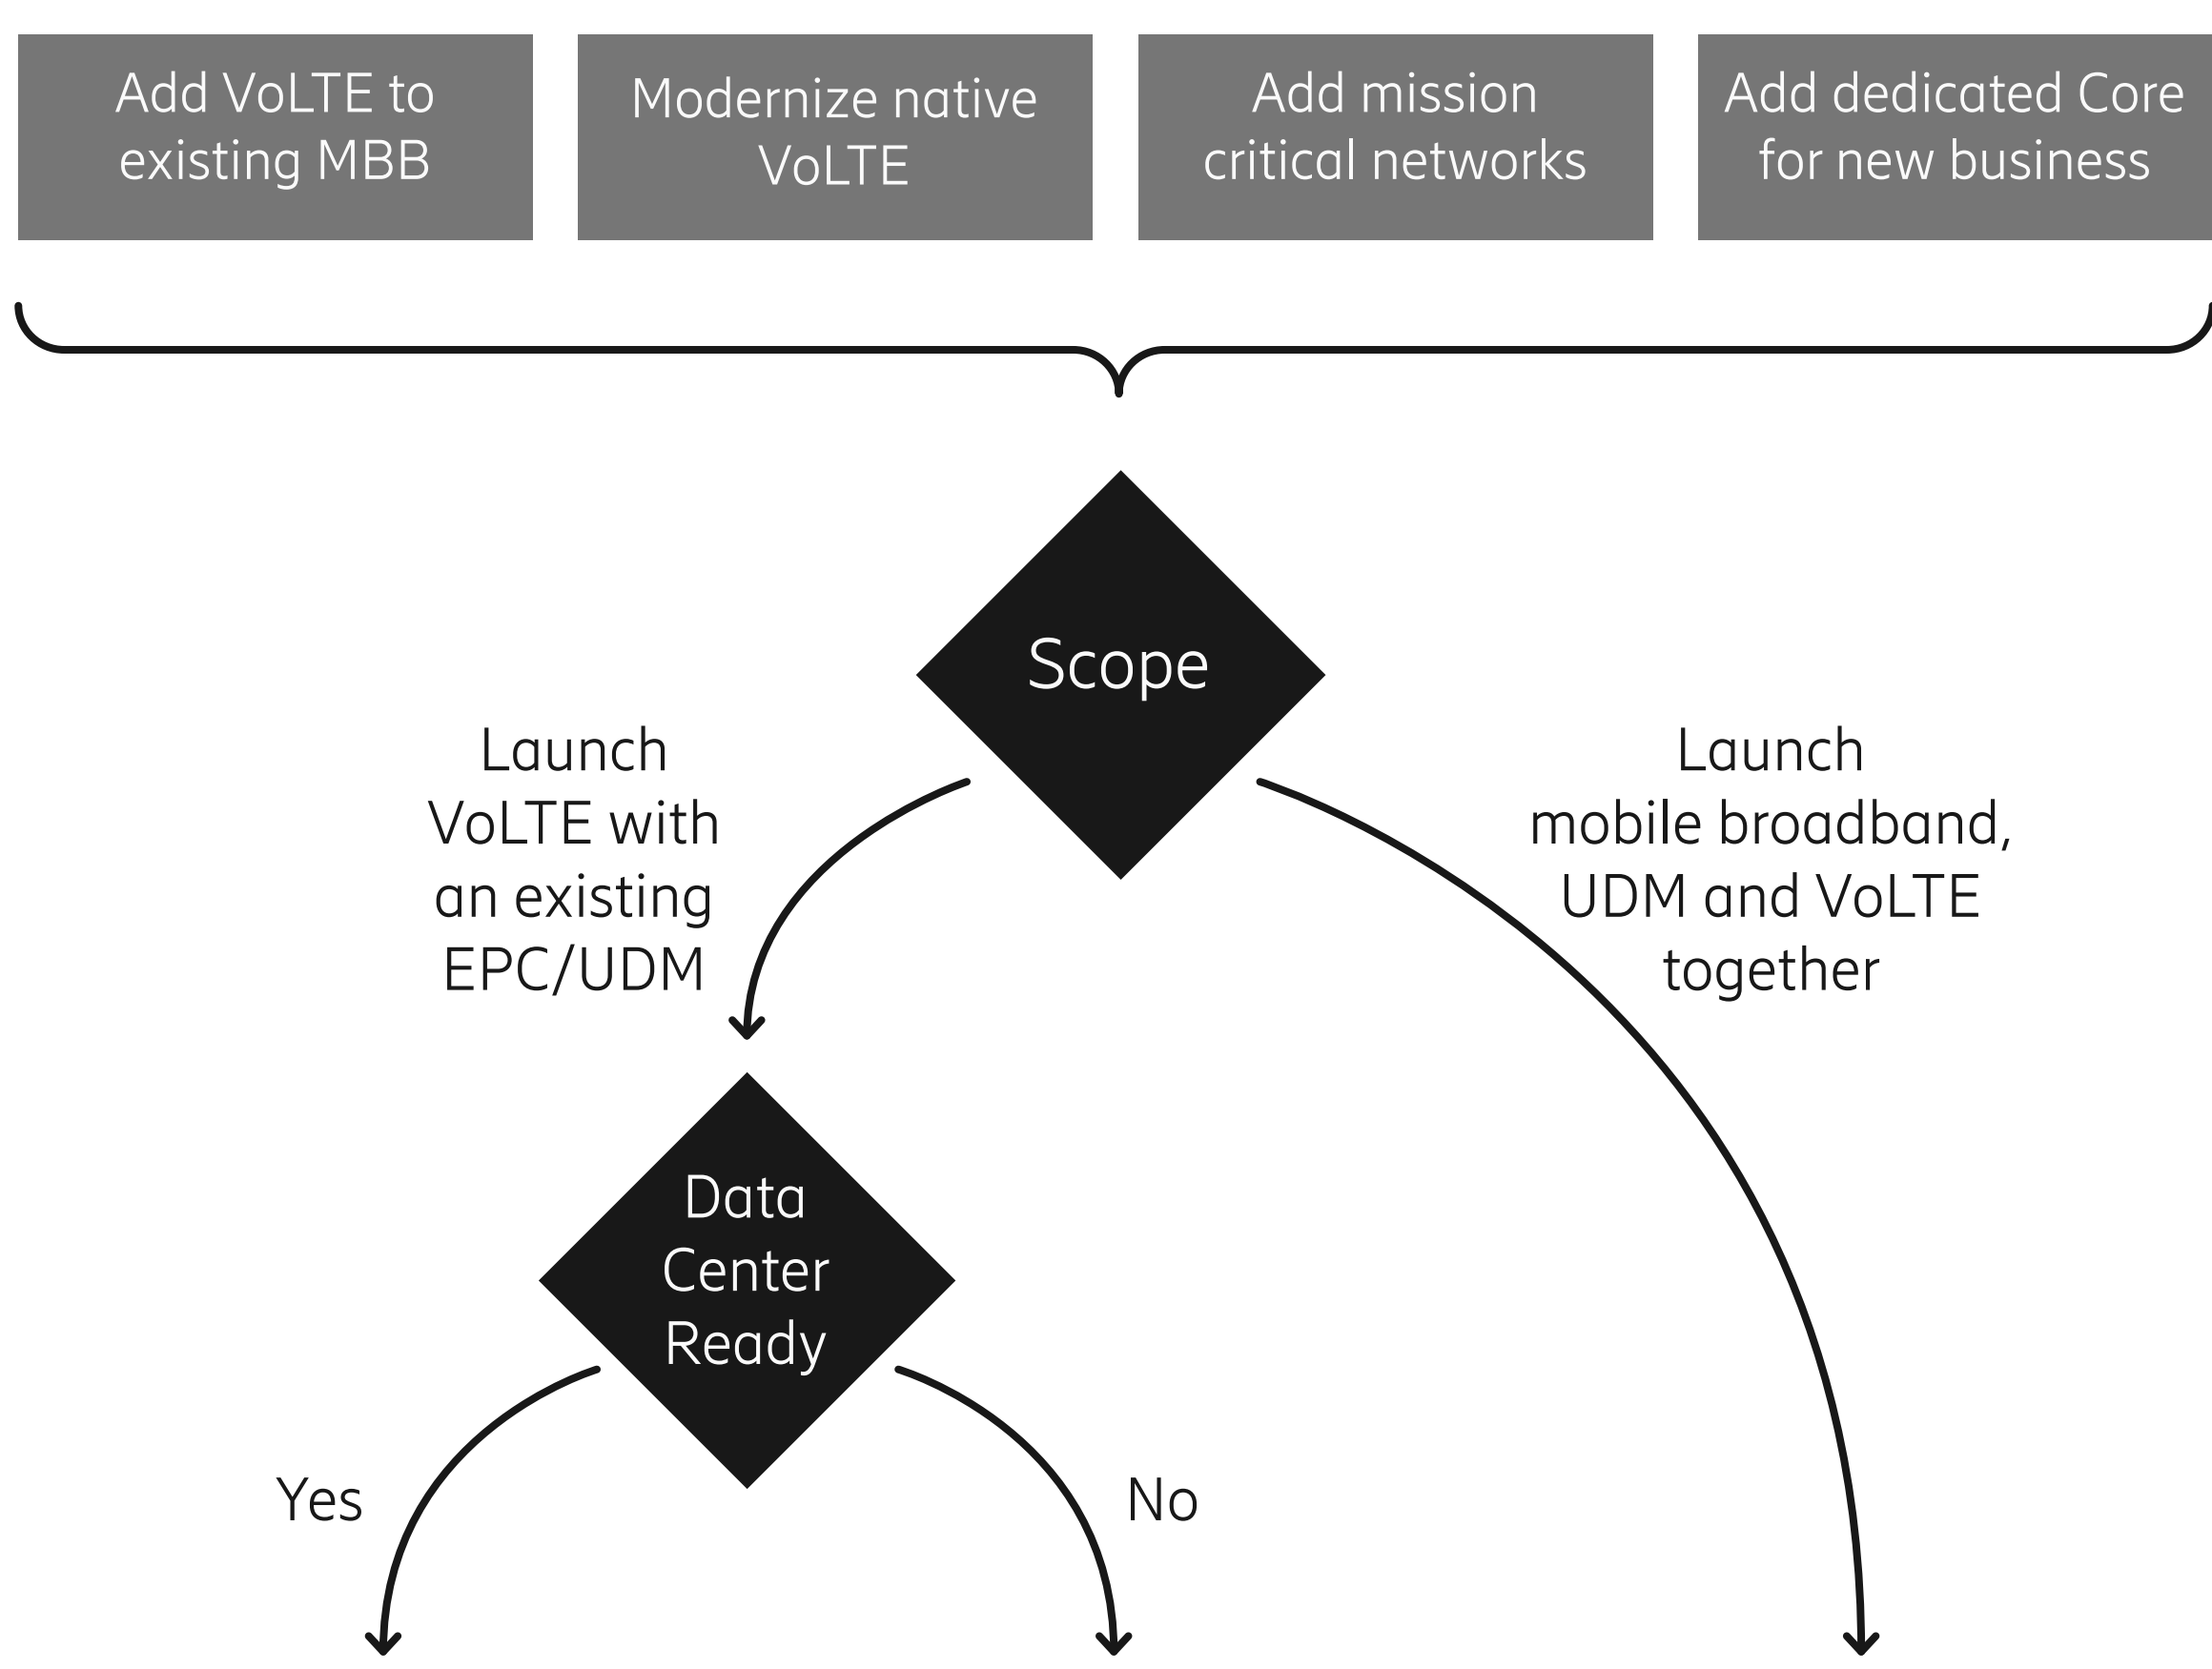 Add VoLTE to
existing MBB
Modernize native
VoLTE
Add mission
critical networks
Add dedicated Core
for new business
Scope
Launch
VoLTE with
an existing
EPC/UDM
Launch
mobile broadband,
UDM and VoLTE
together
Data
Center
Ready
Yes
No